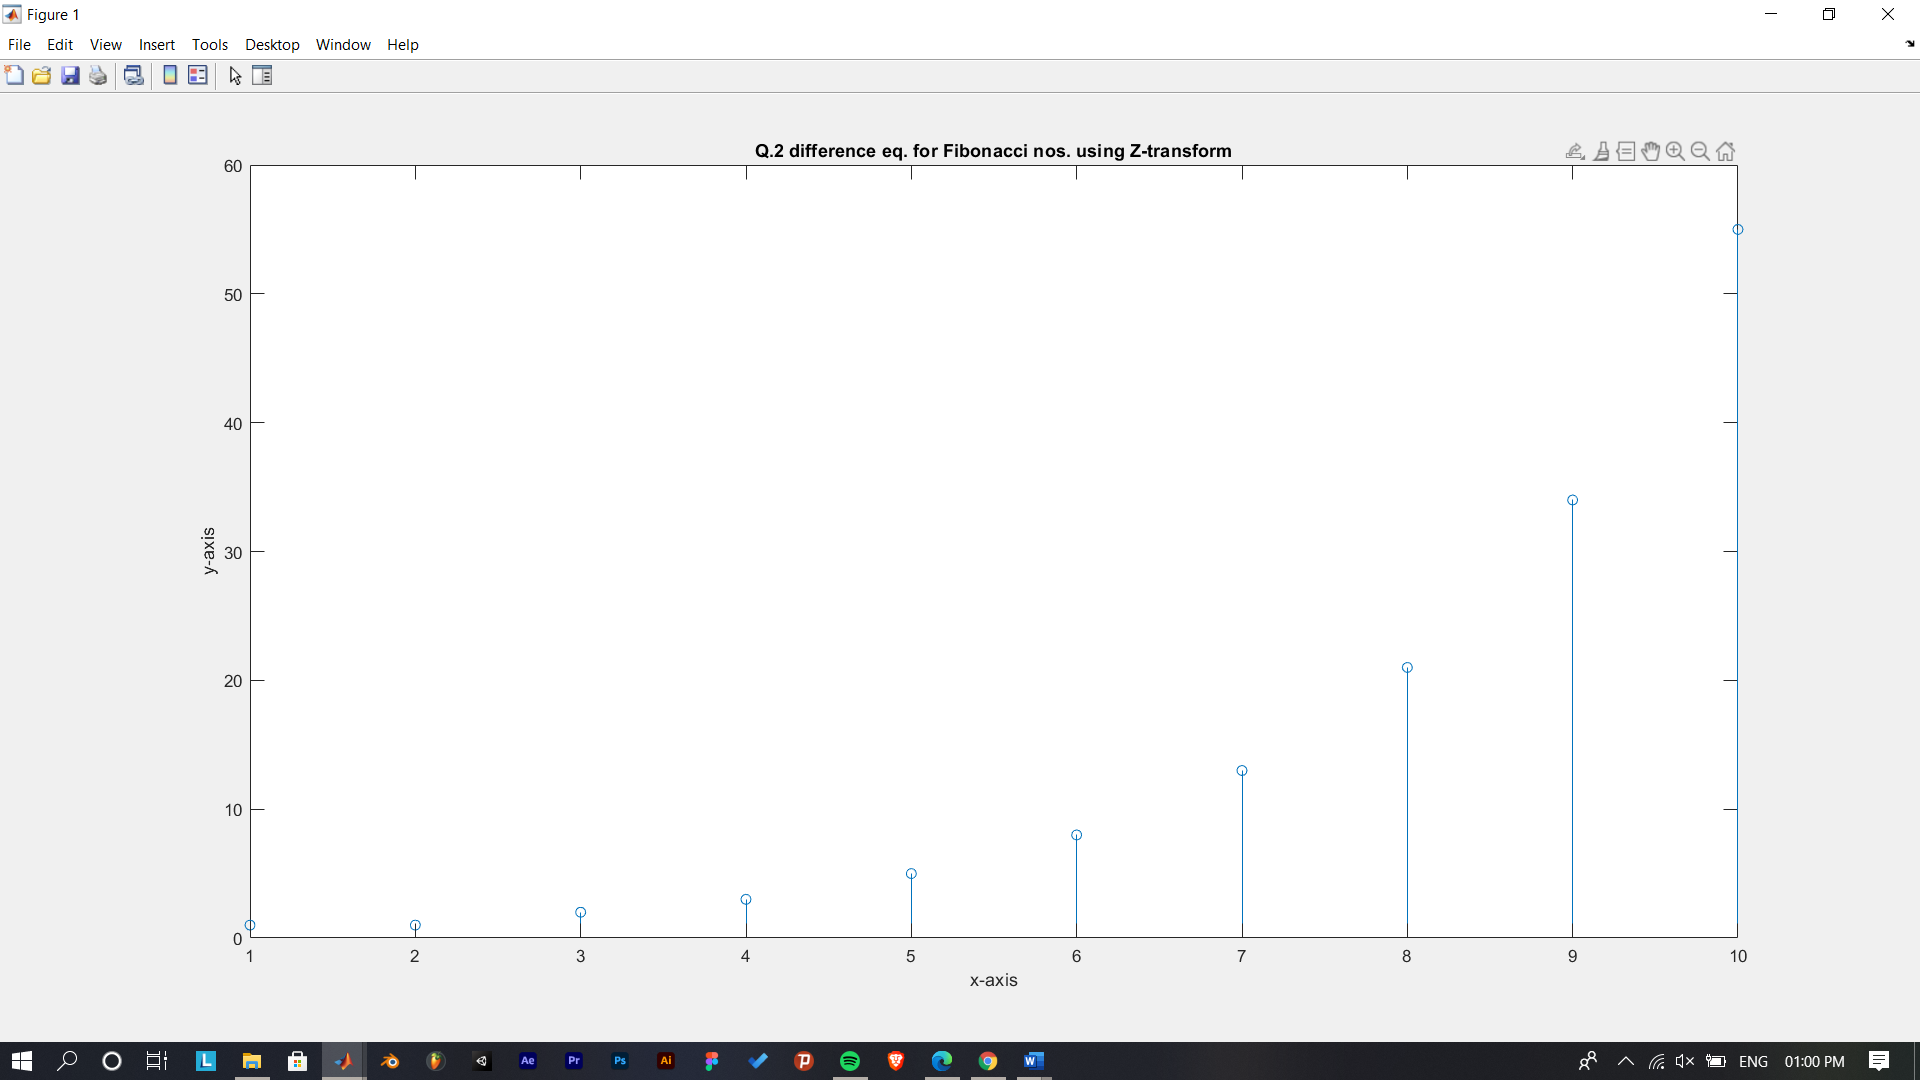 Figure 1
File Edit View Insert Tools Desktop Window Help
Q.2 difference eq. for Fibonacci nos. using Z-transform
60
50
40
30
20
10
0
y-axis
1 2 3 4 5 6 7 8 9 10
x-axis
L Ae Pr Ps Ai W ENG 01:00 PM